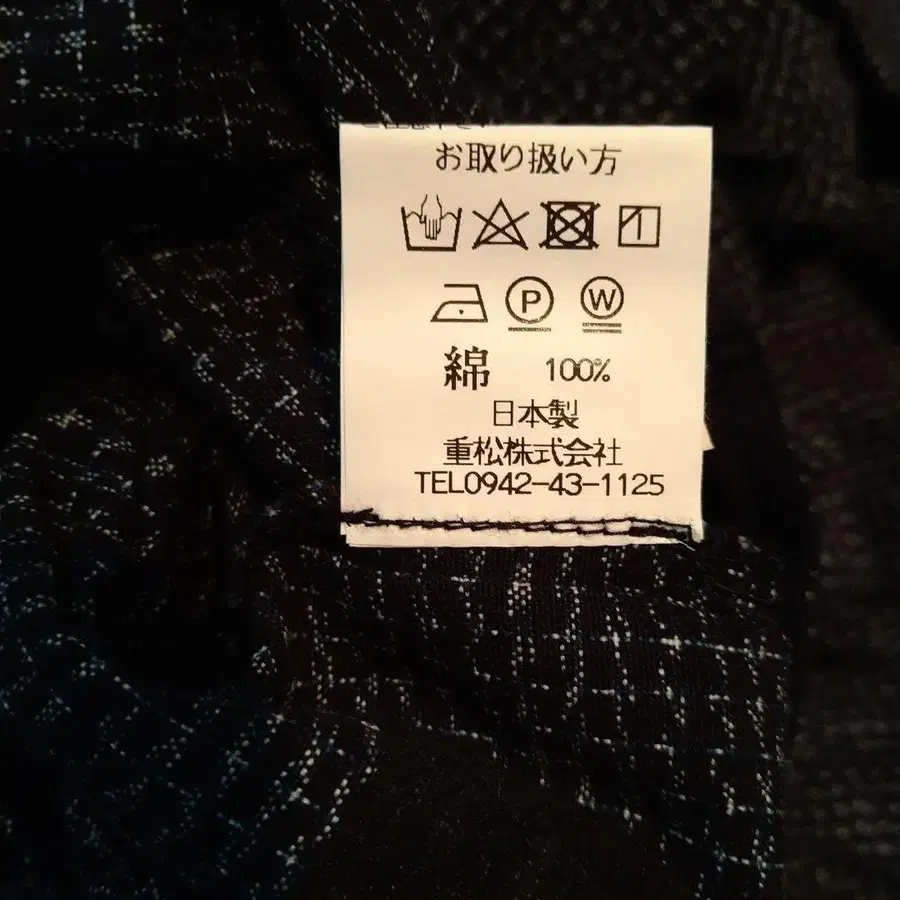 お取り扱い方
P W
綿 100%
日本製
重松株式会社
TEL0942-43-1125